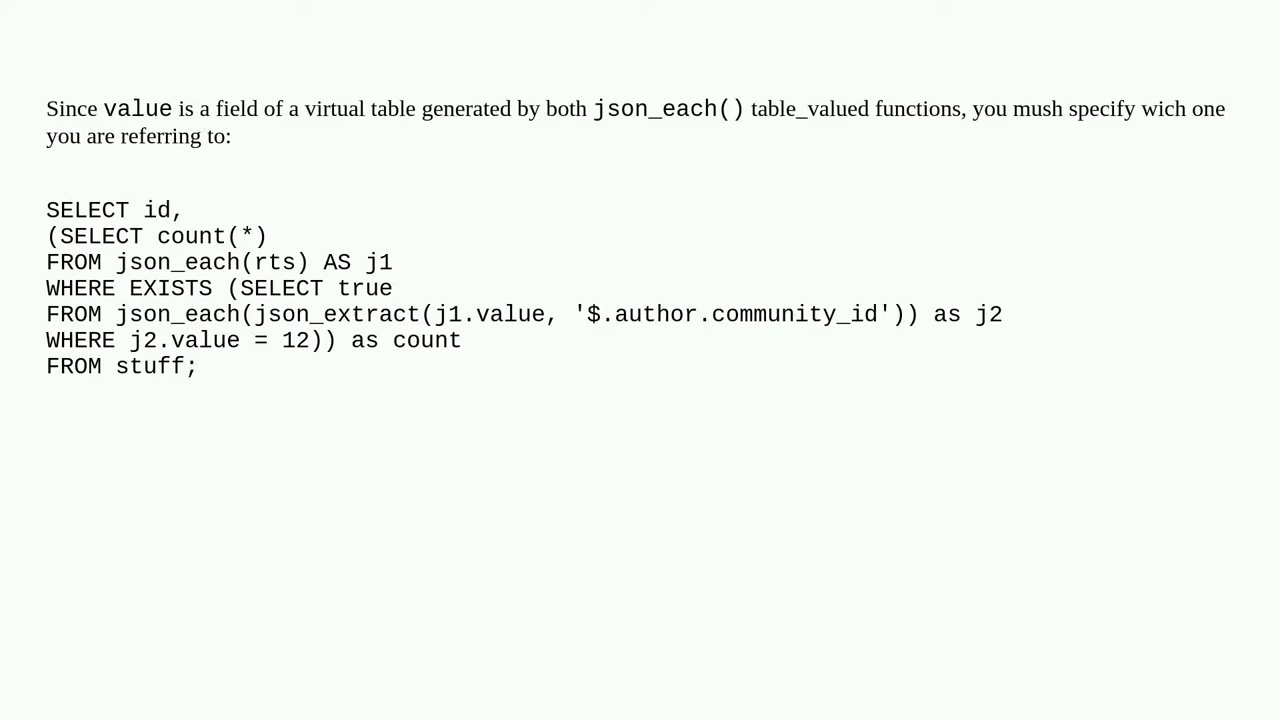 Since value is a field of a virtual table generated by both json_each() table_valued functions, you mush specify wich one
you are referring to:
SELECT id,
(SELECT count(*)
FROM json_each(rts) AS j1
WHERE EXISTS (SELECT true
FROM json_each(json_extract(j1.value, '$.author.community_id')) as j2
WHERE j2.value = 12)) as count
FROM stuff;